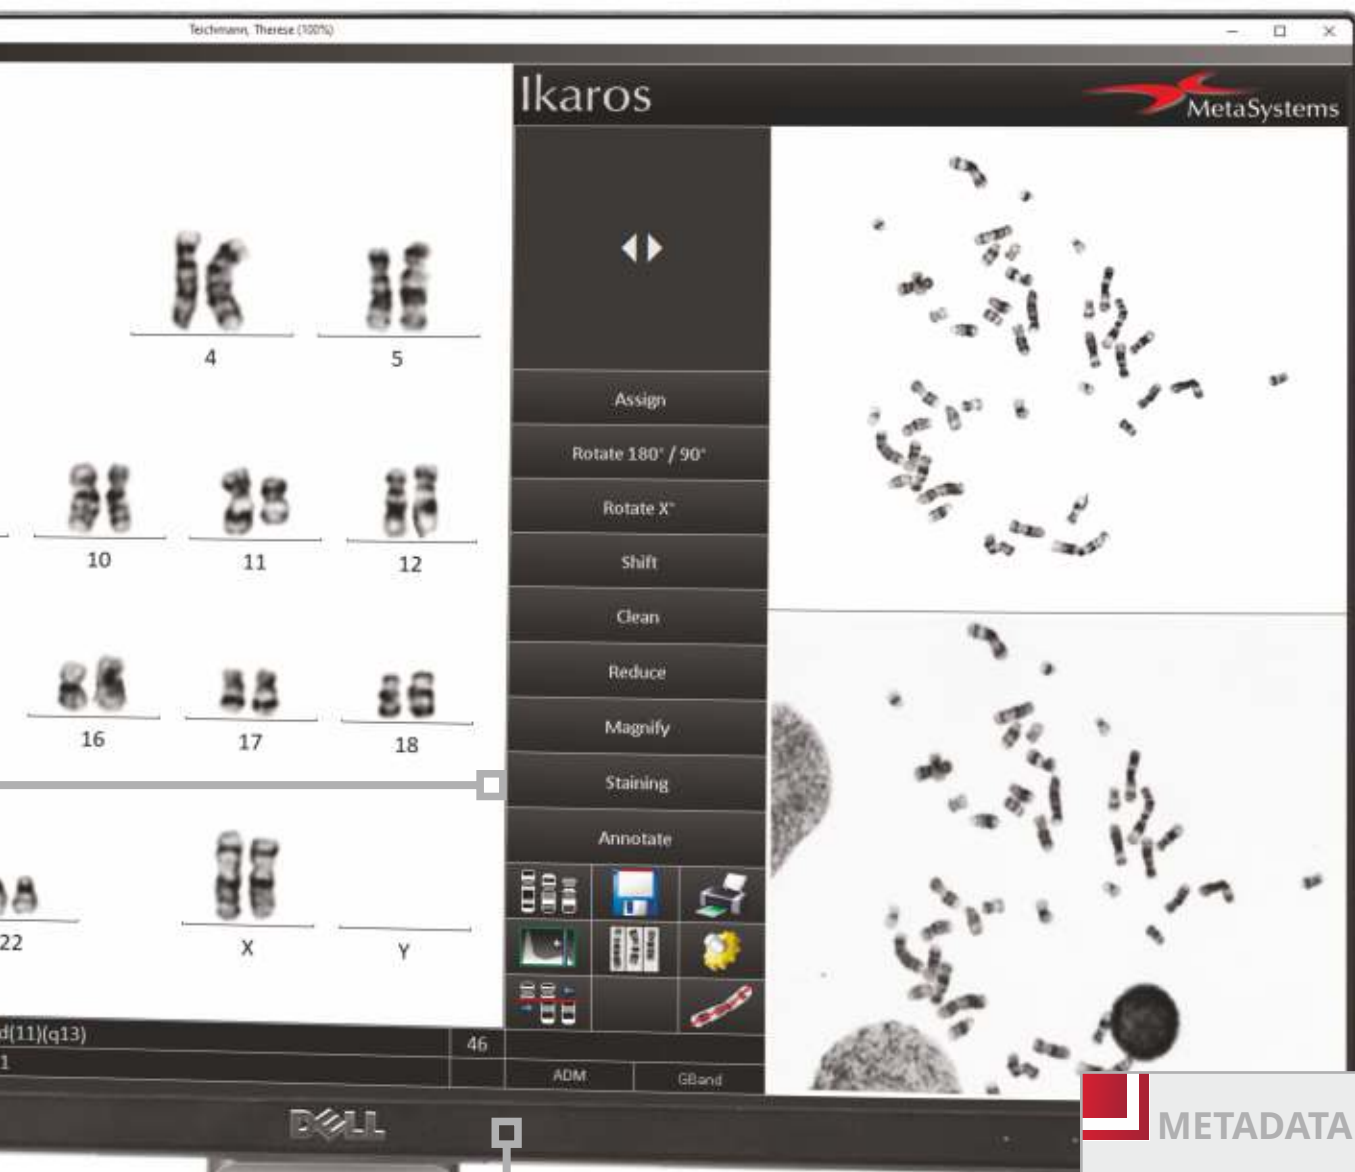 Teichmann, Therese (100%)
Ikaros
MetaSystems
4 5
Assign
Rotate 180° / 90°
Rotate X°
10 11 12
Shift
Clean
Reduce
16 17 18
Magnify
Staining
Annotate
22 X Y
d(11)(q13)
46
1
ADM GBand
DELL
METADATA